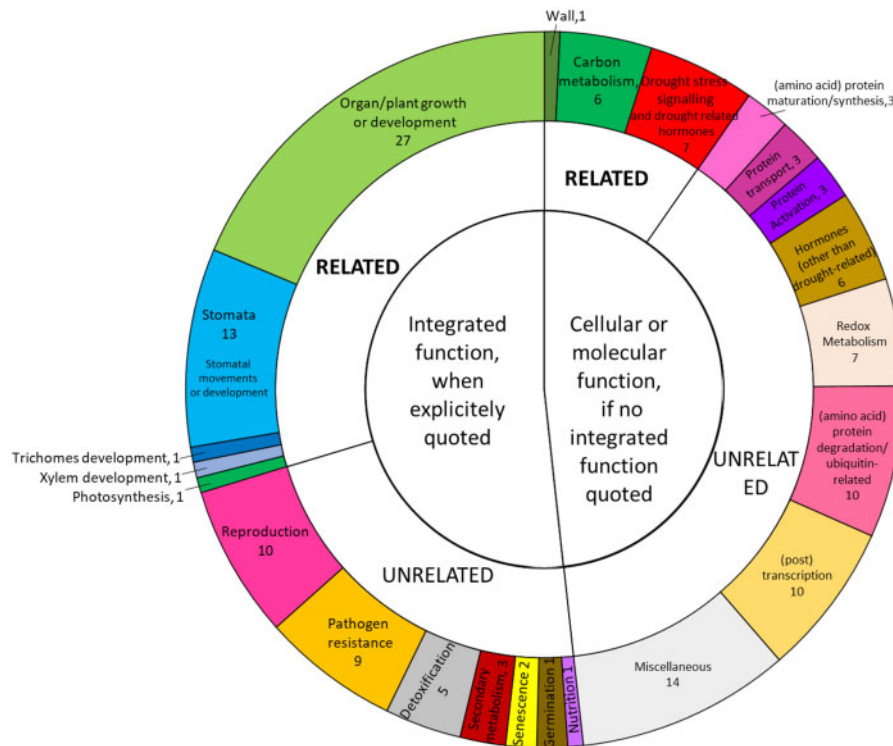 Wall,1
Carbon
metabolism,
6
Drought stress
signalling
and drought related
hormones
7
(amino acid) protein
maturation/synthesis,3
Protein
transport, 3
Protein
Activation, 3
Hormones
(other than
drought-related)
6
Redox
Metabolism
7
(amino acid)
protein
degradation/
ubiquitin-
related
10
(post)
transcription
10
Miscellaneous
14
Nutrition 1
Germination 1
Senescence 2
Secondary
metabolism, 3
Detoxification
5
Pathogen
resistance
9
Reproduction
10
Photosynthesis, 1
Xylem development, 1
Trichomes development, 1
Stomata
13
Stomatal
movements
or development
Organ/plant growth
or development
27
RELATED
RELATED
UNRELAT
ED
UNRELATED
Integrated
function,
when
explicitely
quoted
Cellular or
molecular
function,
if no
integrated
function
quoted